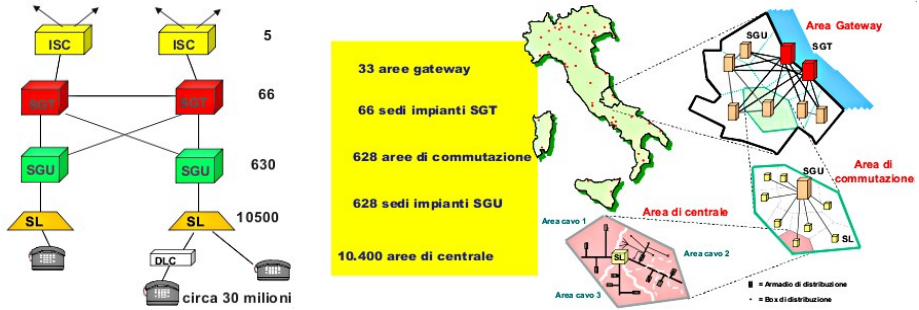 ISC
ISC
5
SGT
SGT
66
SGU
SGU
630
SL
SL
10500
DLC
circa 30 milioni
33 aree gateway
66 sedi impianti SGT
628 aree di commutazione
628 sedi impianti SGU
10.400 aree di centrale
Area Gateway
SGU
SGT
Area di
commutazione
SGU
SL
Area di centrale
Area cavo 1
Area cavo 2
SL
Area cavo 3
= Armadio di distribuzione
= Box di distribuzione